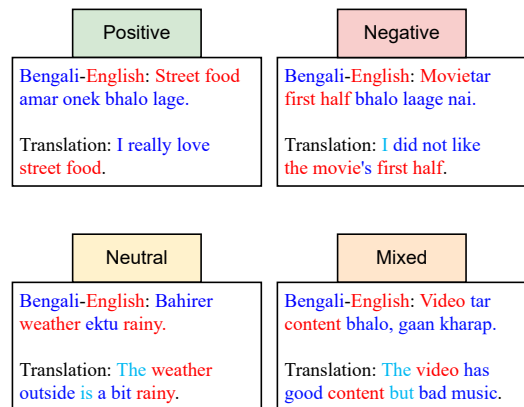 Positive
Bengali-English: Street food
amar onek bhalo lage.
Translation: I really love
street food.
Negative
Bengali-English: Movietar
first half bhalo laage nai.
Translation: I did not like
the movie's first half.
Neutral
Bengali-English: Bahirer
weather ektu rainy.
Translation: The weather
outside is a bit rainy.
Mixed
Bengali-English: Video tar
content bhalo, gaan kharap.
Translation: The video has
good content but bad music.